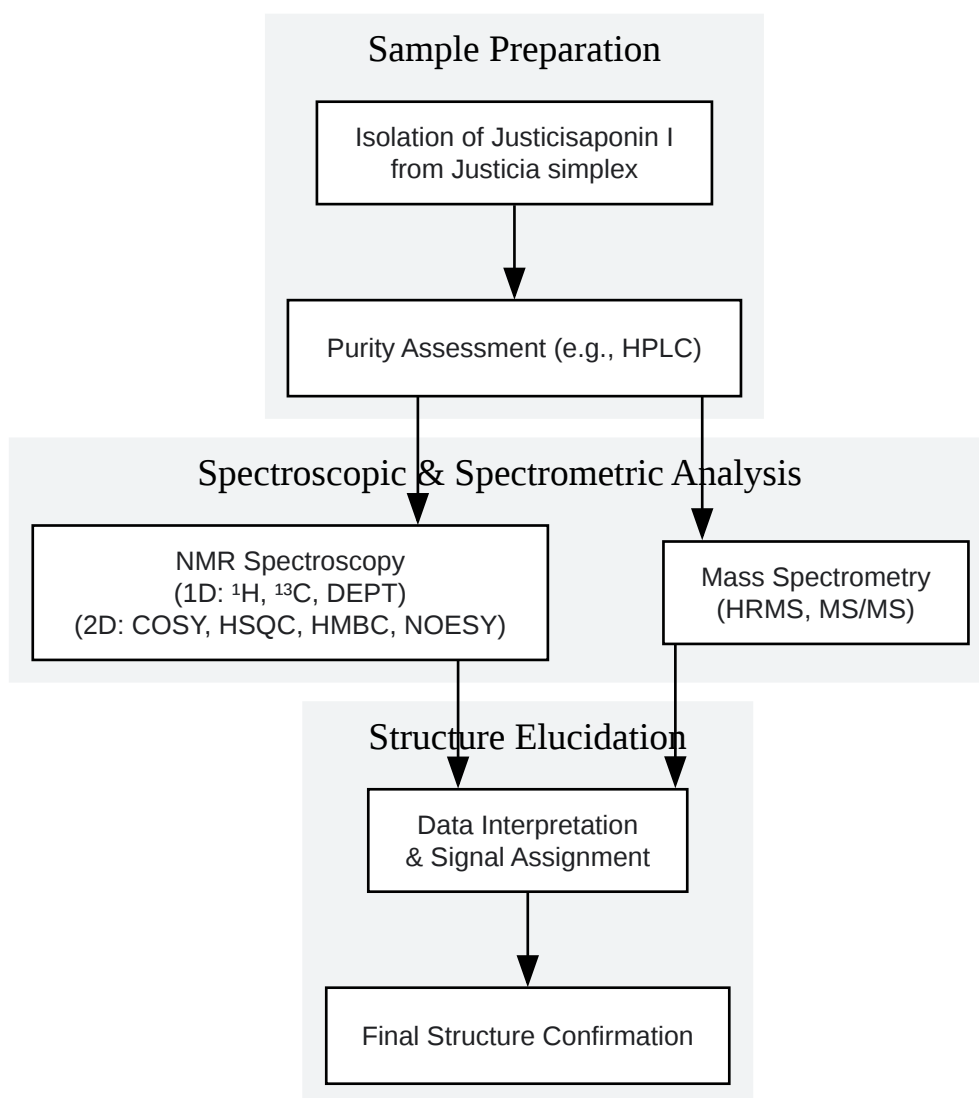 Sample Preparation
Isolation of Justicisaponin I
from Justicia simplex
Purity Assessment (e.g., HPLC)
Spectroscopic & Spectrometric Analysis
NMR Spectroscopy
(1D: ¹H, ¹³C, DEPT)
(2D: COSY, HSQC, HMBC, NOESY)
Mass Spectrometry
(HRMS, MS/MS)
Structure Elucidation
Data Interpretation
& Signal Assignment
Final Structure Confirmation